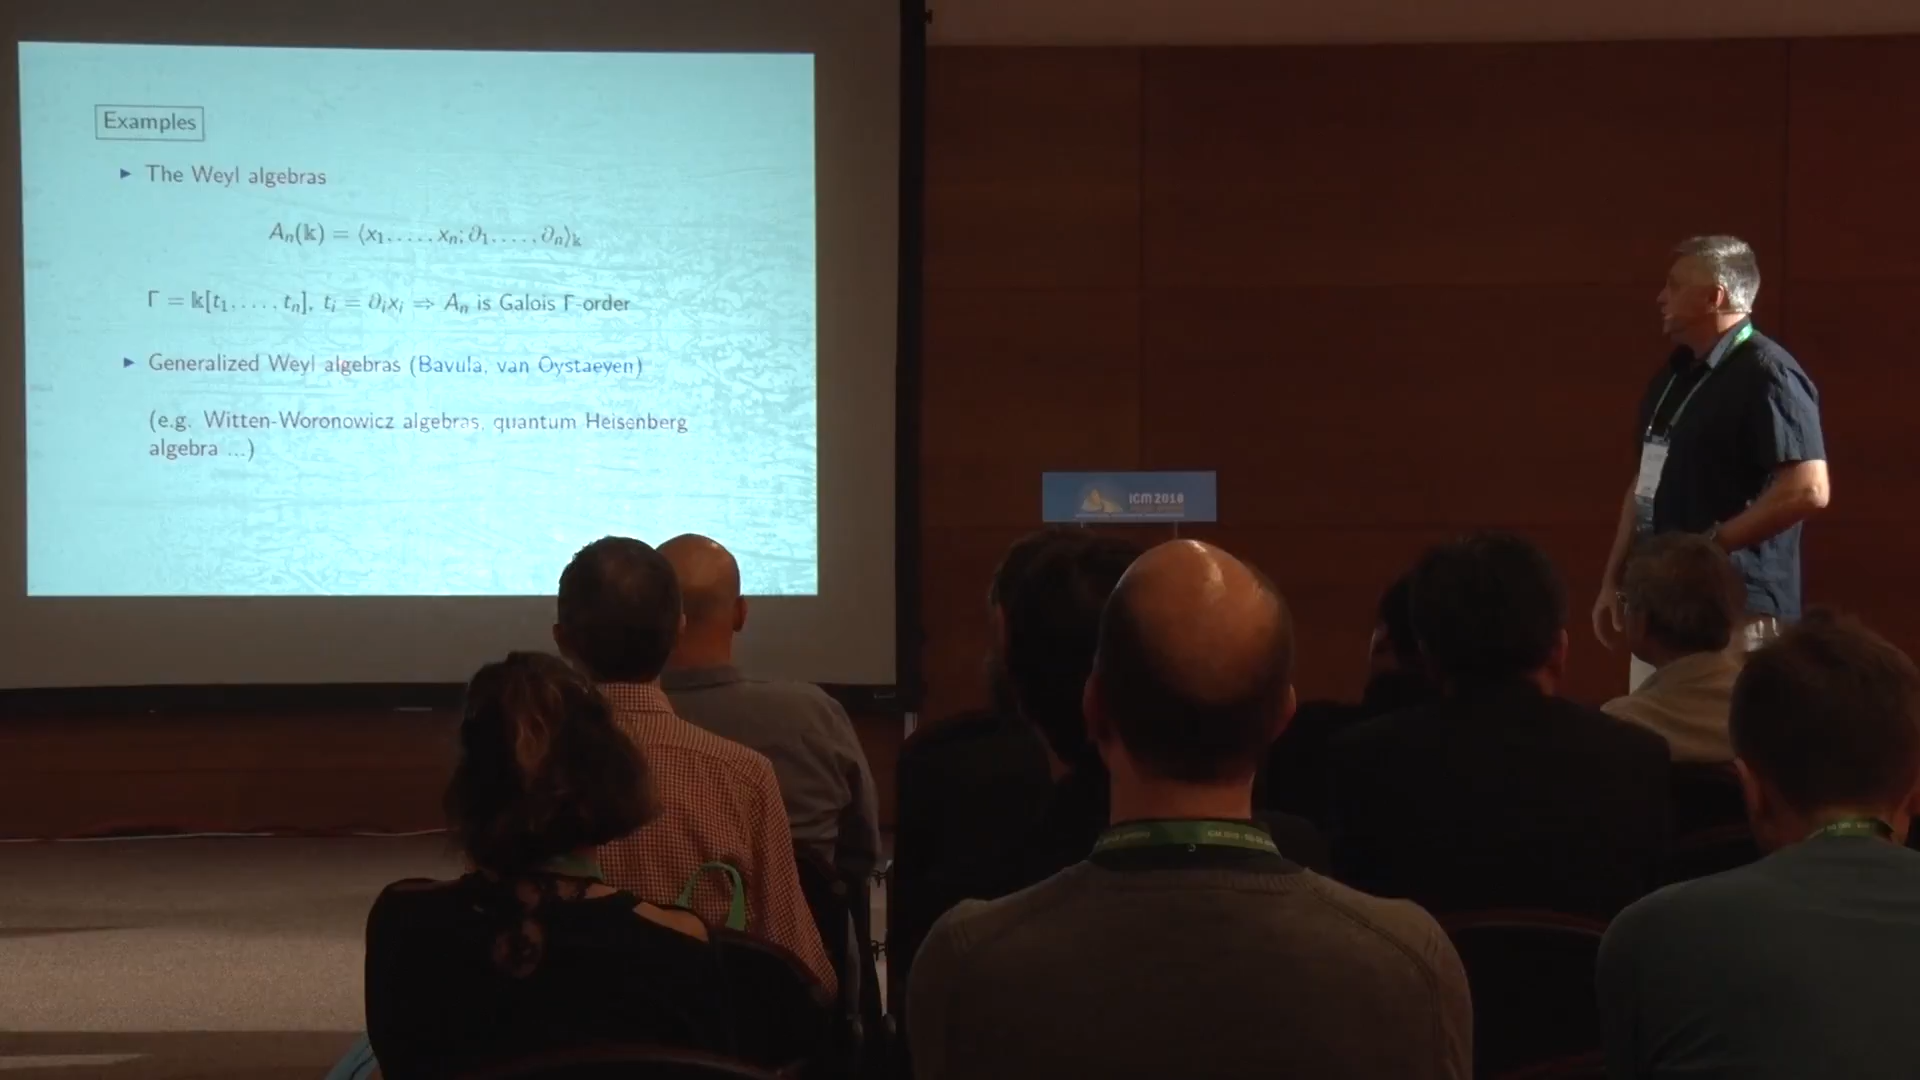 Examples
▶ The Weyl algebras
Aₙ(𝕜) = ⟨x₁, . . . , xₙ; ∂₁, . . . , ∂ₙ⟩𝕜
Γ = 𝕜[t₁, . . . , tₙ], tᵢ = ∂ᵢxᵢ ⇒ Aₙ is Galois Γ-order
▶ Generalized Weyl algebras (Bavula, van Oystaeyen)
(e.g. Witten-Woronowicz algebras, quantum Heisenberg
algebra ...)
ICM 2018